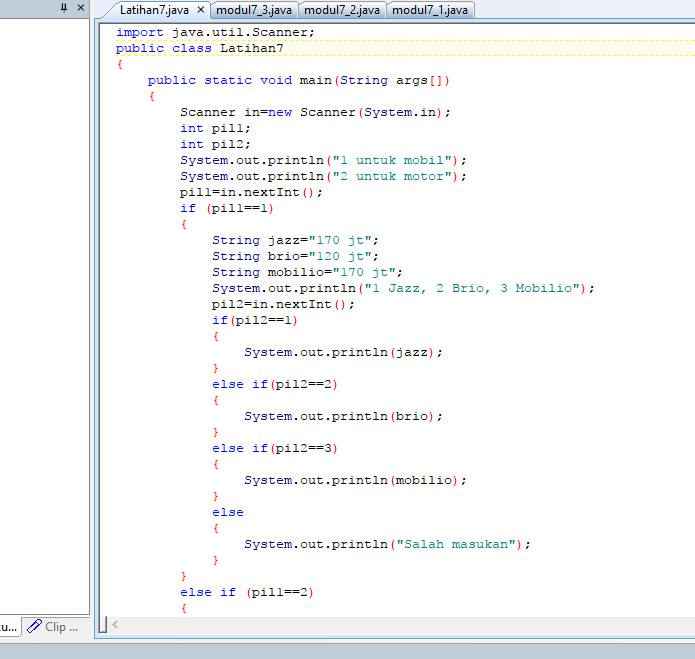 Latihan7.java × modul7_3.java modul7_2.java modul7_1.java
import java.util.Scanner;
public class Latihan7
{
    public static void main(String args[])
    {
        Scanner in=new Scanner(System.in);
        int pil1;
        int pil2;
        System.out.println("1 untuk mobil");
        System.out.println("2 untuk motor");
        pil1=in.nextInt();
        if (pil1==1)
        {
            String jazz="170 jt";
            String brio="120 jt";
            String mobilio="170 jt";
            System.out.println("1 Jazz, 2 Brio, 3 Mobilio");
            pil2=in.nextInt();
            if(pil2==1)
            {
                System.out.println(jazz);
            }
            else if(pil2==2)
            {
                System.out.println(brio);
            }
            else if(pil2==3)
            {
                System.out.println(mobilio);
            }
            else
            {
                System.out.println("Salah masukan");
            }
        }
        else if (pil1==2)
        {
Clip ...